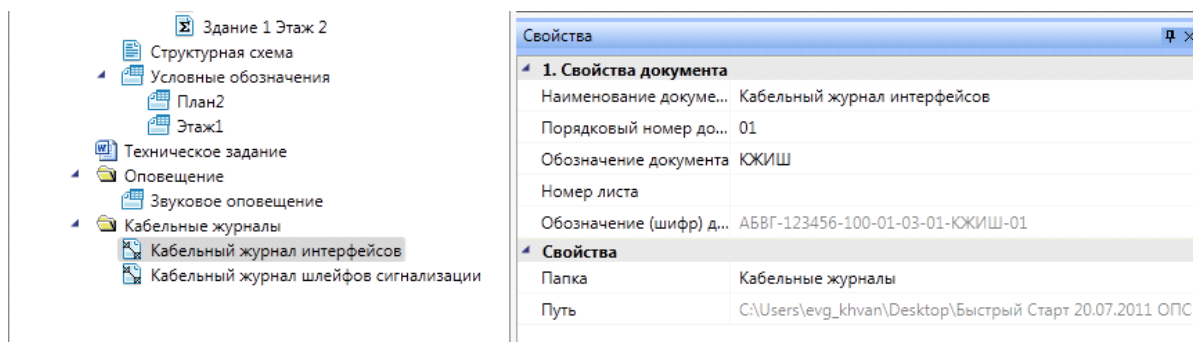 Здание 1 Этаж 2
Структурная схема
Условные обозначения
План2
Этаж1
Техническое задание
Оповещение
Звуковое оповещение
Кабельные журналы
Кабельный журнал интерфейсов
Кабельный журнал шлейфов сигнализации
Свойства
1. Свойства документа
Наименование докуме... Кабельный журнал интерфейсов
Порядковый номер до... 01
Обозначение документа КЖИШ
Номер листа
Обозначение (шифр) д... АБВГ-123456-100-01-03-01-КЖИШ-01
Свойства
Папка Кабельные журналы
Путь C:\Users\evg_khvan\Desktop\Быстрый Старт 20.07.2011 ОПС